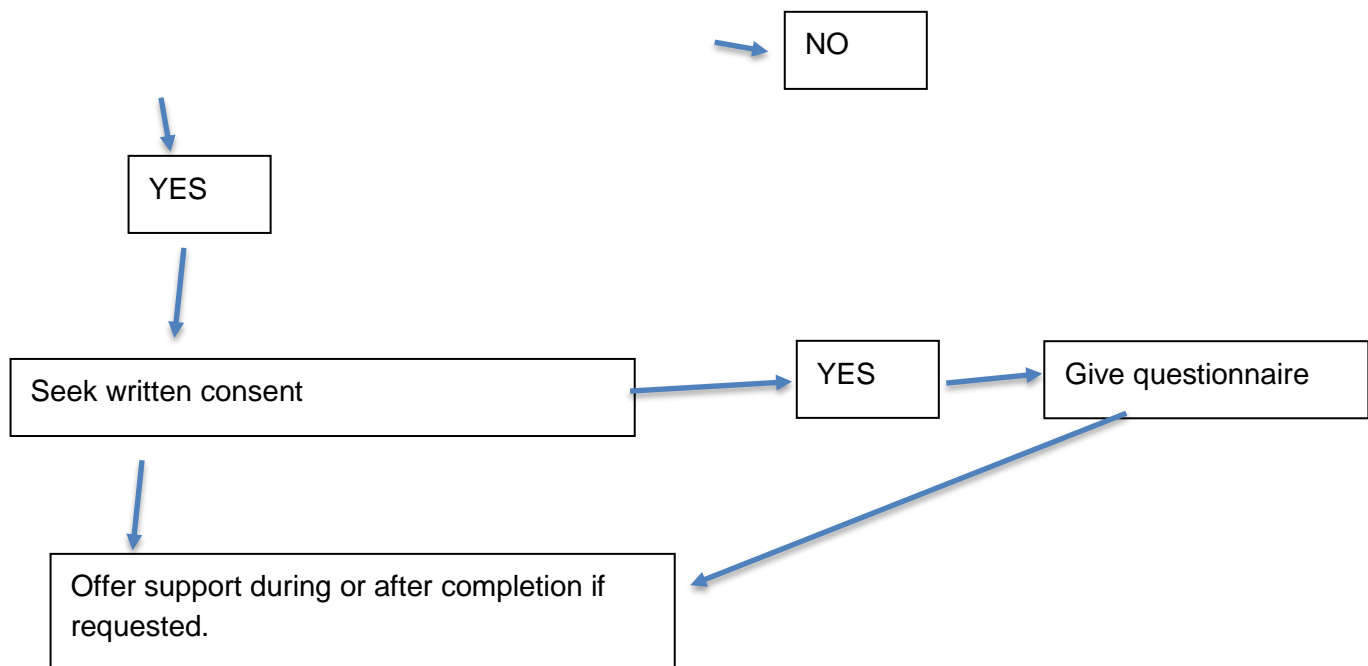 NO
YES
Seek written consent
YES
Give questionnaire
Offer support during or after completion if
requested.